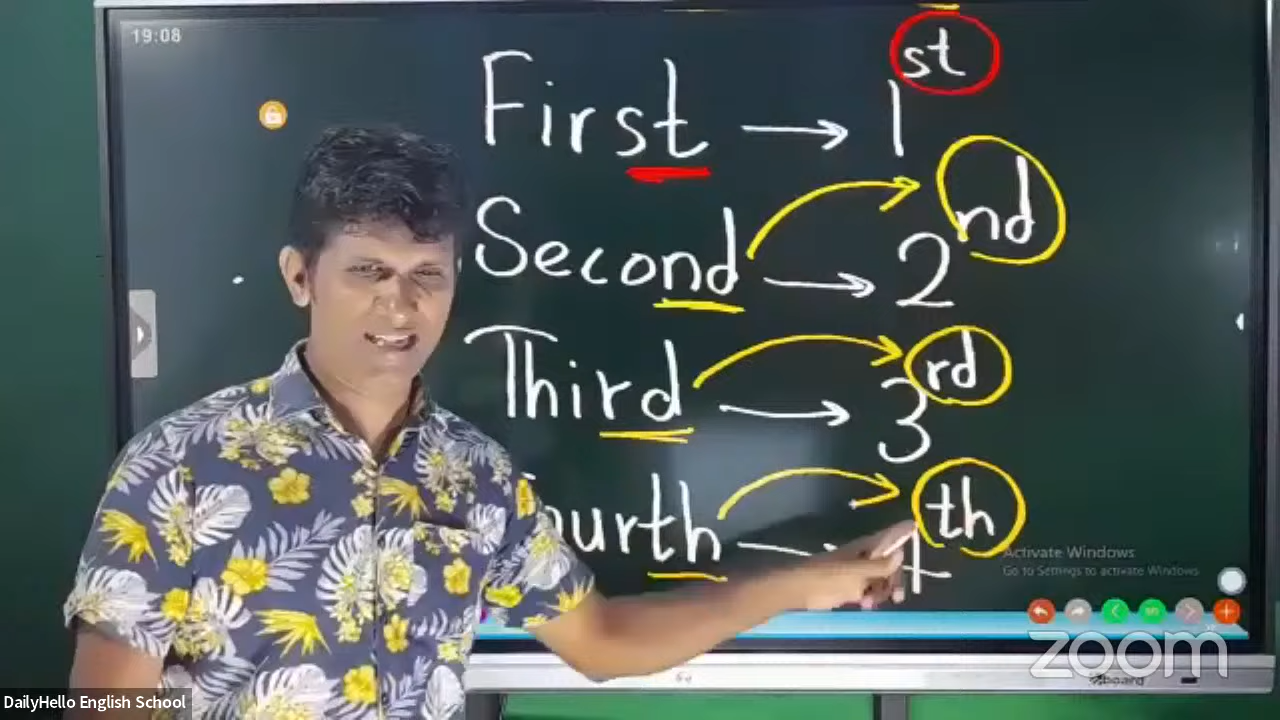 19:08
First → 1st
Second → 2nd
Third → 3rd
Fourth → 4th
Activate Windows
Go to Settings to activate Windows.
zoom
DailyHello English School